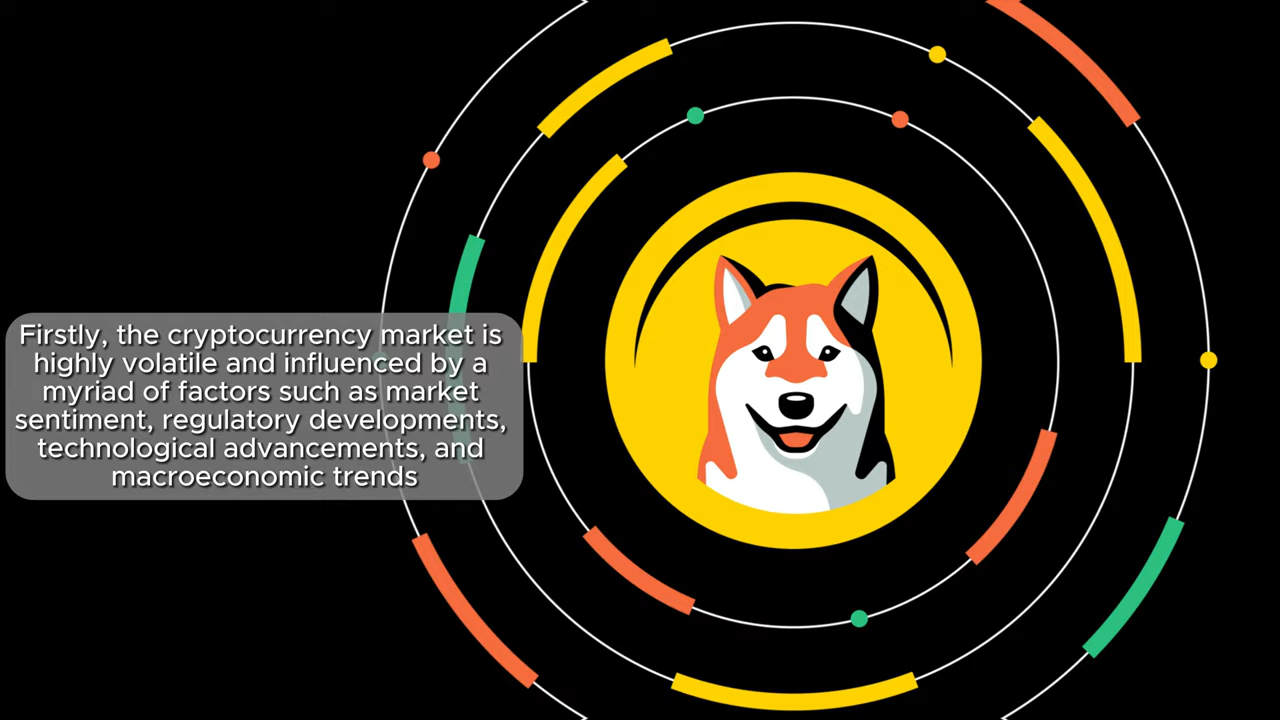 Firstly, the cryptocurrency market is
highly volatile and influenced by a
myriad of factors such as market
sentiment, regulatory developments,
technological advancements, and
macroeconomic trends